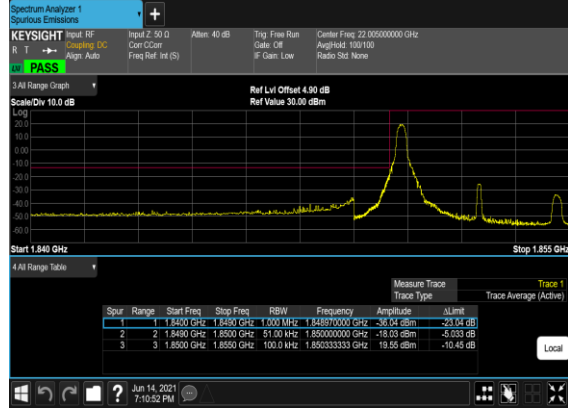 Spectrum Analyzer 1
Spurious Emissions
+
KEYSIGHT Input: RF Input Z: 50 Ω Atten: 40 dB Trig: Free Run Center Freq: 22.005000000 GHz
R T Coupling: DC Corr CCorr Gate: Off Avg|Hold: 100/100
Align: Auto Freq Ref: Int (S) IF Gain: Low Radio Std: None
PASS
3 All Range Graph
Ref Lvl Offset 4.90 dB
Scale/Div 10.0 dB Ref Value 30.00 dBm
Log
20.0
10.0
0.00
-10.0
-20.0
-30.0
-40.0
-50.0
-60.0
Start 1.840 GHz Stop 1.855 GHz
4 All Range Table
Measure Trace Trace 1
Trace Type Trace Average (Active)
Spur Range Start Freq Stop Freq RBW Frequency Amplitude ΔLimit
1 1 1.8400 GHz 1.8490 GHz 1.000 MHz 1.848970000 GHz -36.04 dBm -23.04 dB
2 2 1.8490 GHz 1.8500 GHz 51.00 kHz 1.850000000 GHz -18.03 dBm -5.033 dB
3 3 1.8500 GHz 1.8550 GHz 100.0 kHz 1.850333333 GHz 19.55 dBm -10.45 dB
Local
? Jun 14, 2021
7:10:52 PM